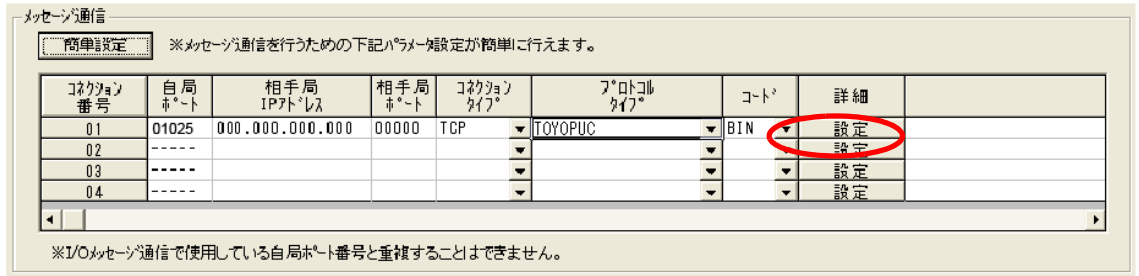 メッセージ通信
簡単設定 ※メッセージ通信を行うための下記パラメータ設定が簡単に行えます。
コネクション番号 自局ポート 相手局IPアドレス 相手局ポート コネクションタイプ プロトコルタイプ コード 詳細
01 01025 000.000.000.000 00000 TCP TOYOPUC BIN 設定
02 ----- 設定
03 ----- 設定
04 ----- 設定
※I/Oメッセージ通信で使用している自局ポート番号と重複することはできません。